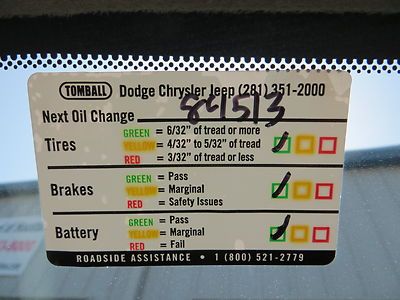 TOMBALL Dodge Chrysler Jeep (281) 351-2000
Next Oil Change 84513
Tires GREEN = 6/32" of tread or more
YELLOW = 4/32" to 5/32" of tread
RED = 3/32" of tread or less
Brakes GREEN = Pass
YELLOW = Marginal
RED = Safety Issues
Battery GREEN = Pass
YELLOW = Marginal
RED = Fail
ROADSIDE ASSISTANCE • 1 (800) 521-2779